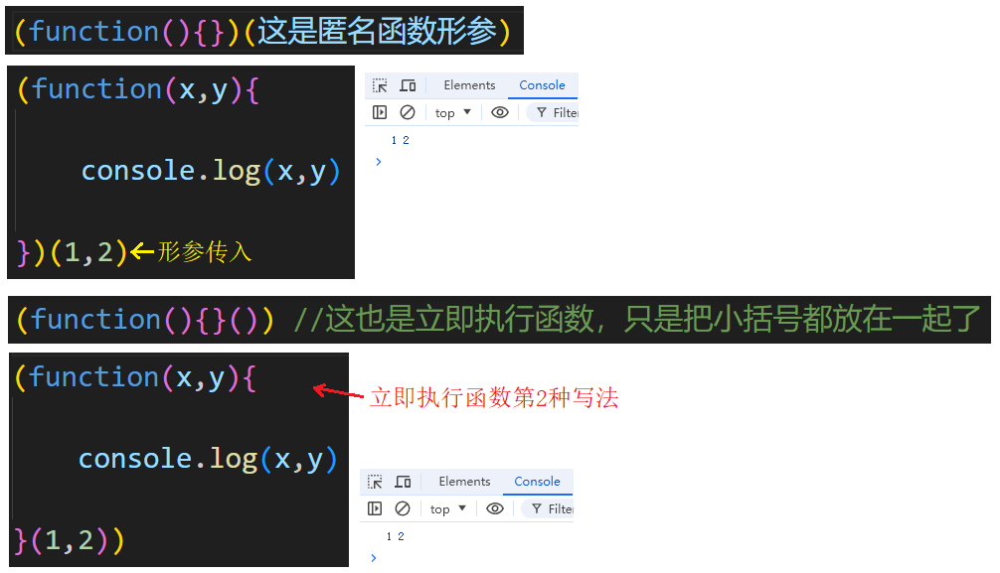 (function(){})(这是匿名函数形参)
(function(x,y){
console.log(x,y)
})(1,2)←形参传入
Elements Console
top ▼ Filter
1 2
>
(function(){}()) //这也是立即执行函数，只是把小括号都放在一起了
(function(x,y){
立即执行函数第2种写法
console.log(x,y)
}(1,2))
Elements Console
top ▼ Filte
1 2
>